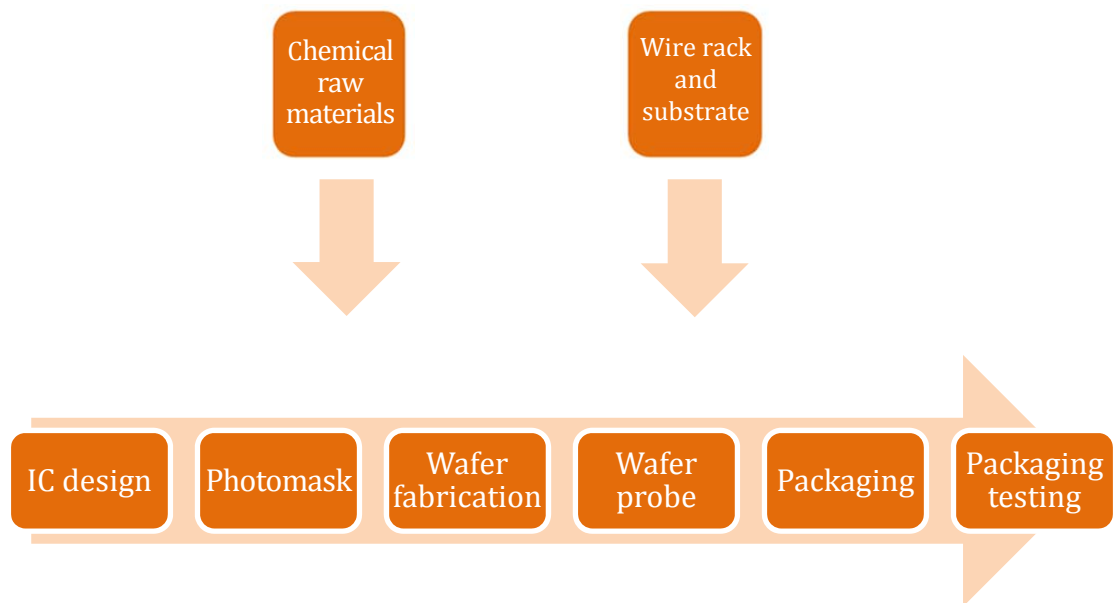 Chemical
raw
materials
Wire rack
and
substrate
IC design
Photomask
Wafer
fabrication
Wafer
probe
Packaging
Packaging
testing